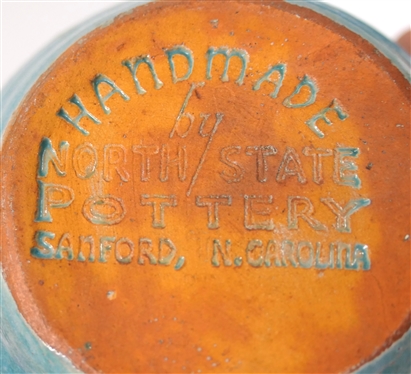 HANDMADE
by
NORTH STATE
POTTERY
SANFORD, N. CAROLINA